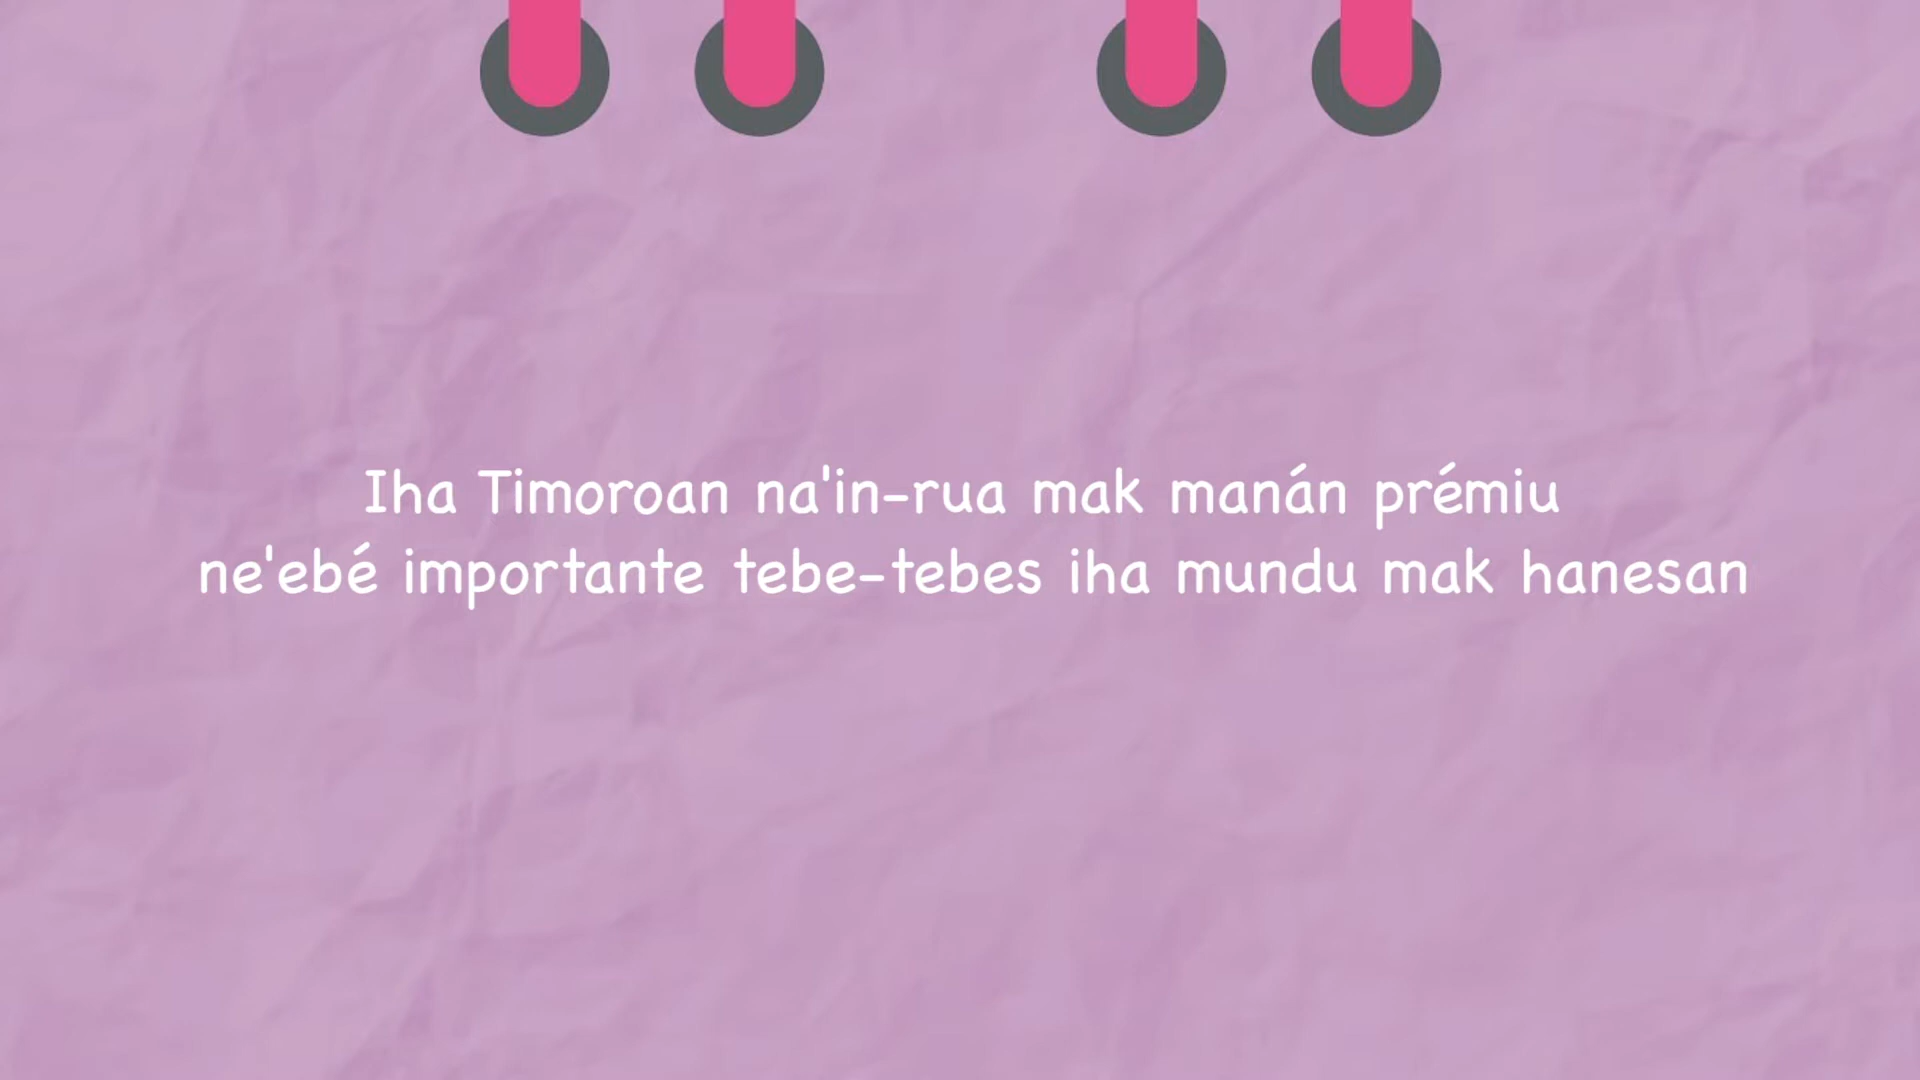 Iha Timoroan na'in-rua mak manán prémiu
ne'ebé importante tebe-tebes iha mundu mak hanesan